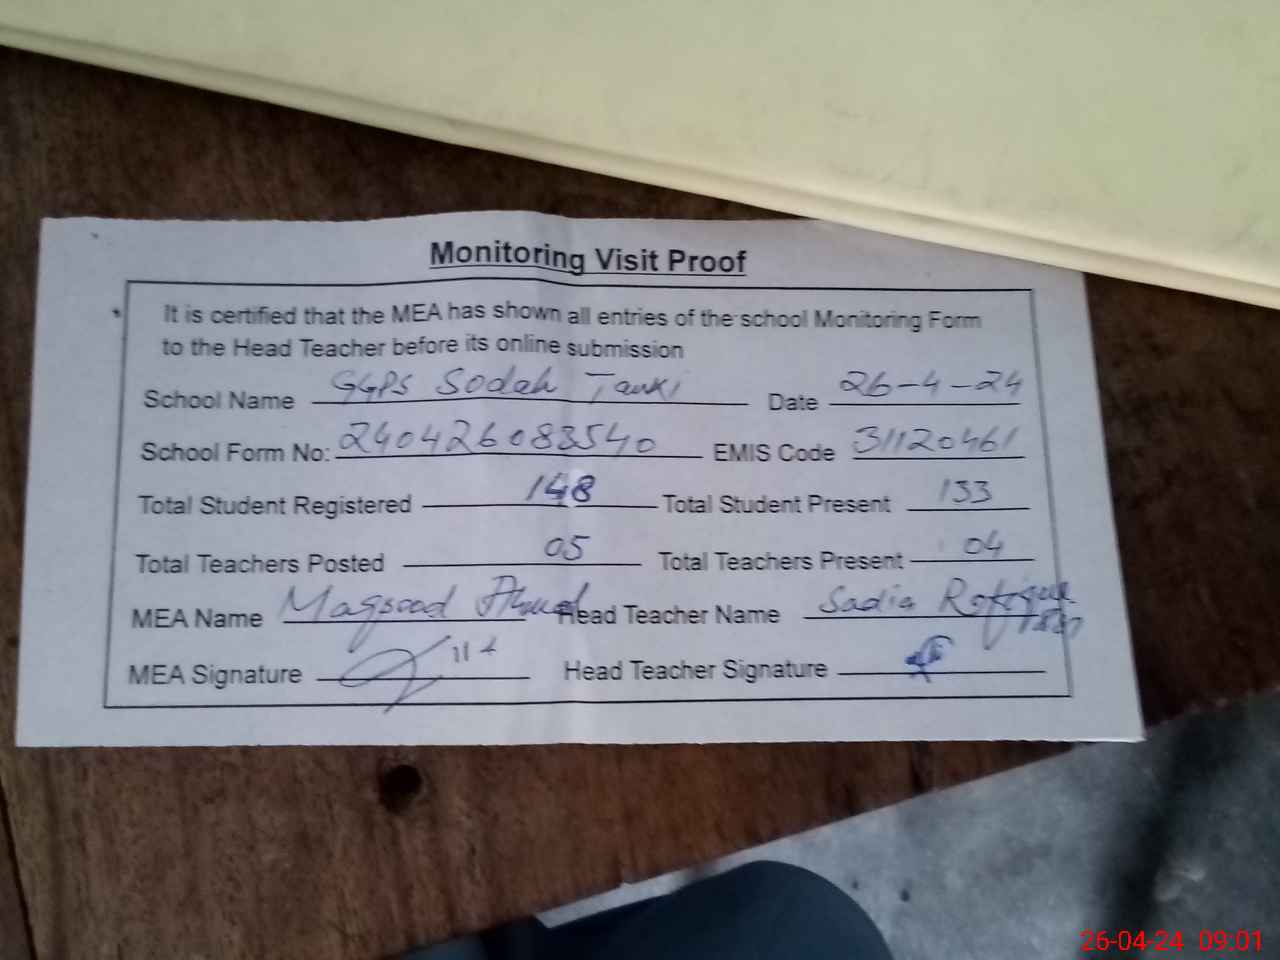 Monitoring Visit Proof
It is certified that the MEA has shown all entries of the school Monitoring Form
to the Head Teacher before its online submission
School Name GGPS Sodah Tanki Date 26-4-24
School Form No: 240426083540 EMIS Code 31120461
Total Student Registered 148 Total Student Present 133
Total Teachers Posted 05 Total Teachers Present 04
MEA Name Maqsood Ahmed Head Teacher Name Sadia
MEA Signature Head Teacher Signature
26-04-24 09:01